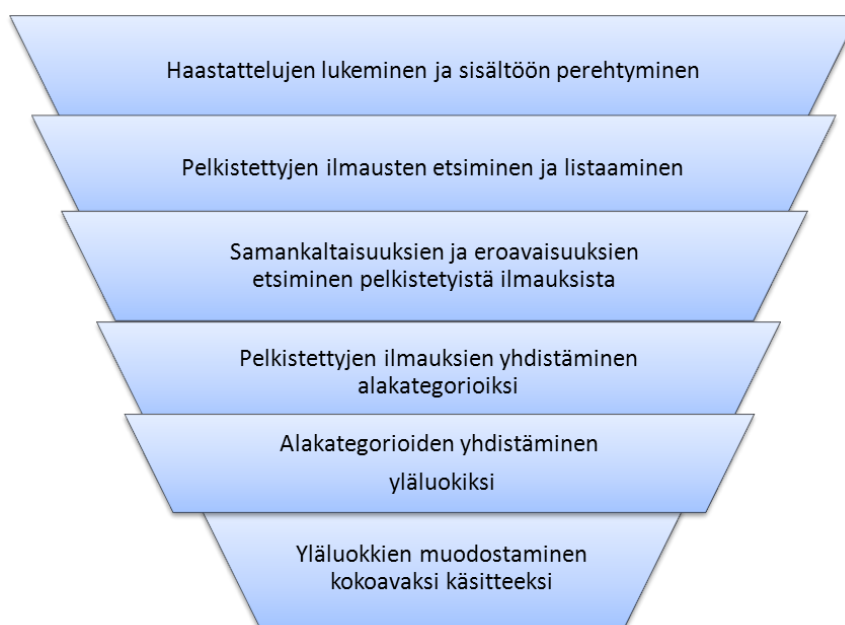 Haastattelujen lukeminen ja sisältöön perehtyminen
Pelkistettyjen ilmausten etsiminen ja listaaminen
Samankaltaisuuksien ja eroavaisuuksien
etsiminen pelkistetyistä ilmauksista
Pelkistettyjen ilmauksien yhdistäminen
alakategorioiksi
Alakategorioiden yhdistäminen
yläluokiksi
Yläluokkien muodostaminen
kokoavaksi käsitteeksi